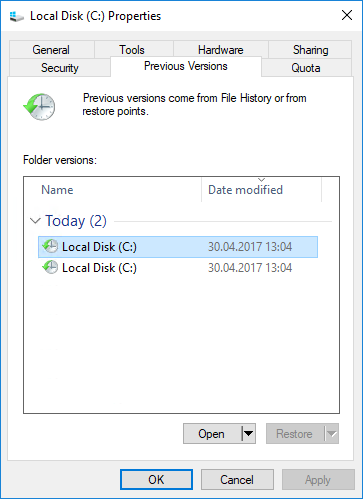 Local Disk (C:) Properties
General Tools Hardware Sharing
Security Previous Versions Quota
Previous versions come from File History or from
restore points.
Folder versions:
Name Date modified
Today (2)
Local Disk (C:) 30.04.2017 13:04
Local Disk (C:) 30.04.2017 13:04
Open Restore
OK Cancel Apply